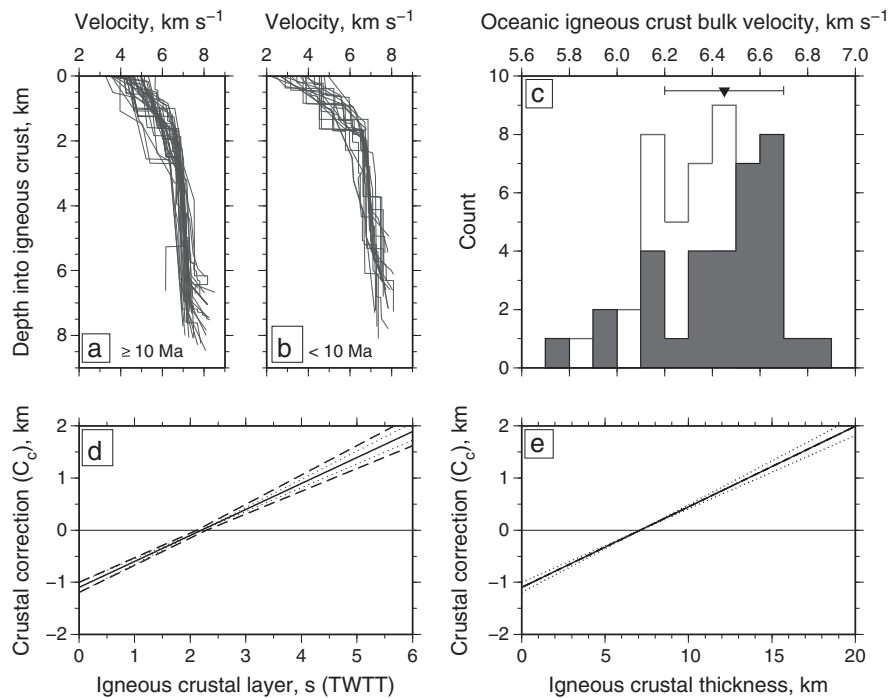 Velocity, km s⁻¹
2 4 6 8
Velocity, km s⁻¹
2 4 6 8
Oceanic igneous crust bulk velocity, km s⁻¹
5.6 5.8 6.0 6.2 6.4 6.6 6.8 7.0
Depth into igneous crust, km
0
2
4
6
8
a ≥ 10 Ma
b < 10 Ma
Count
10
8
6
4
2
0
c
Crustal correction (Cc), km
2
1
0
−1
−2
d
0 1 2 3 4 5 6
Igneous crustal layer, s (TWTT)
Crustal correction (Cc), km
2
1
0
−1
−2
e
0 5 10 15 20
Igneous crustal thickness, km